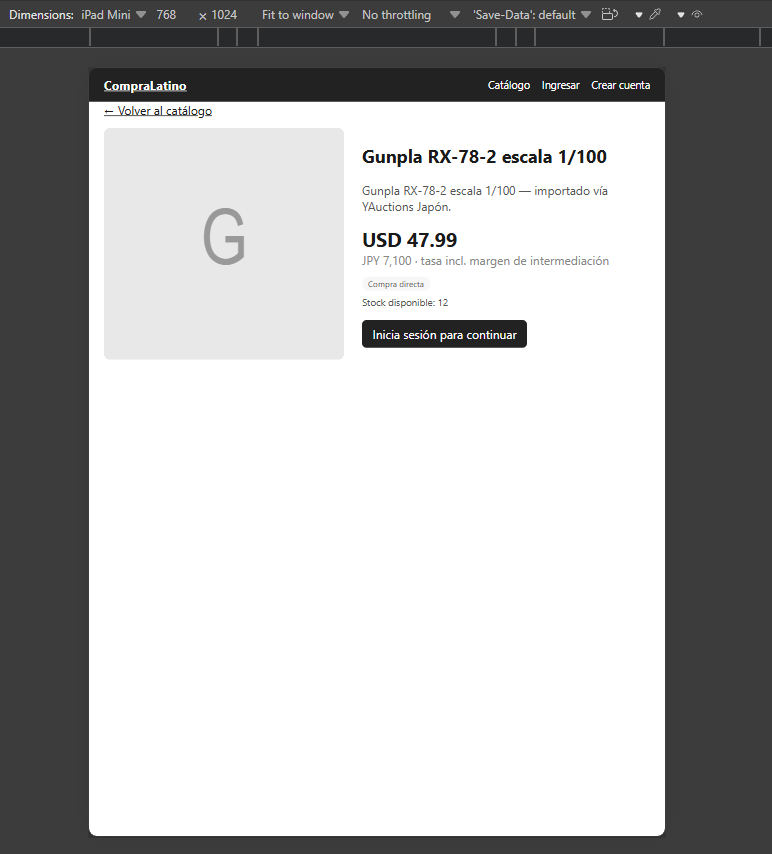 Dimensions: iPad Mini 768 × 1024 Fit to window No throttling 'Save-Data': default
CompraLatino Catálogo Ingresar Crear cuenta
← Volver al catálogo
G
Gunpla RX-78-2 escala 1/100
Gunpla RX-78-2 escala 1/100 — importado vía
YAuctions Japón.
USD 47.99
JPY 7,100 · tasa incl. margen de intermediación
Compra directa
Stock disponible: 12
Inicia sesión para continuar